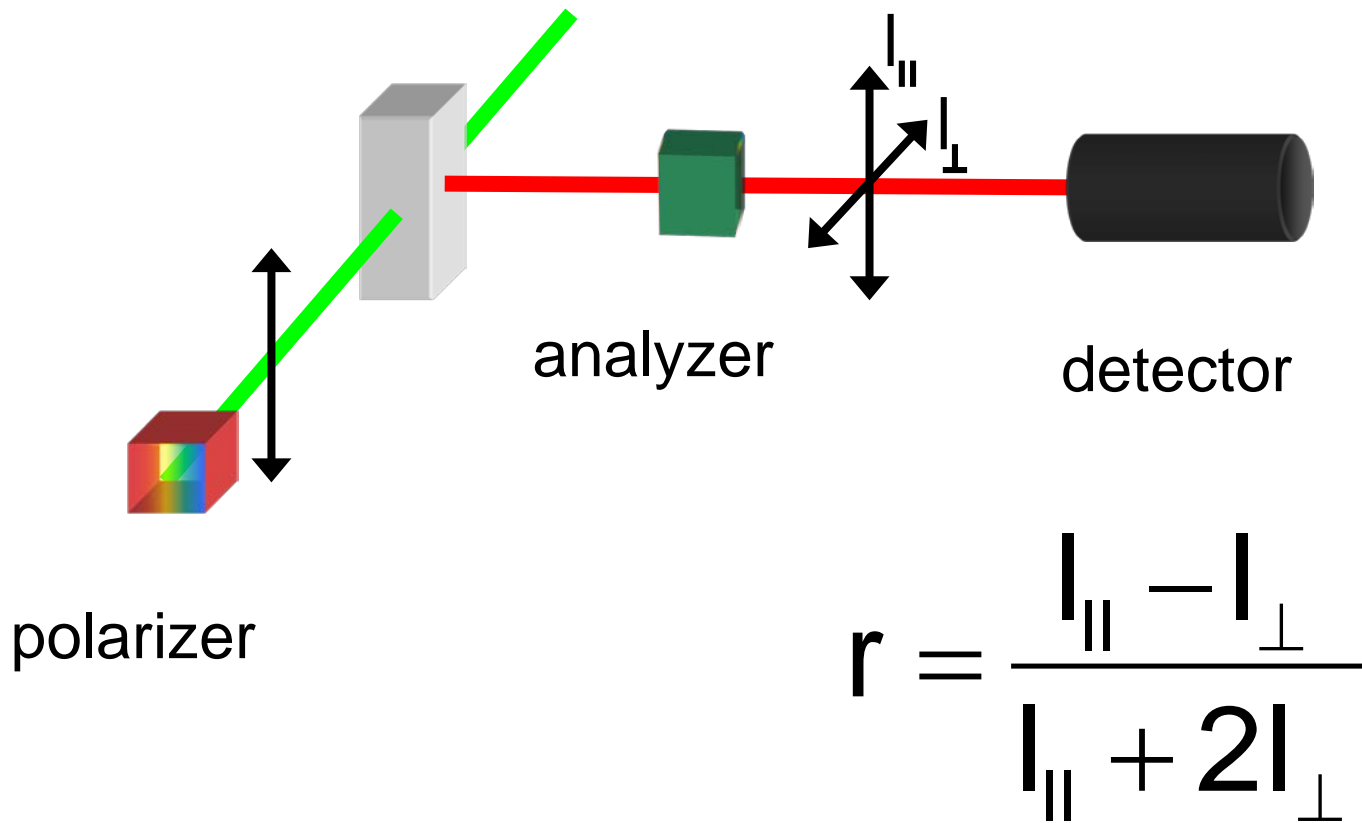 I||
I⊥
analyzer
detector
polarizer
r = (I|| − I⊥) / (I|| + 2I⊥)